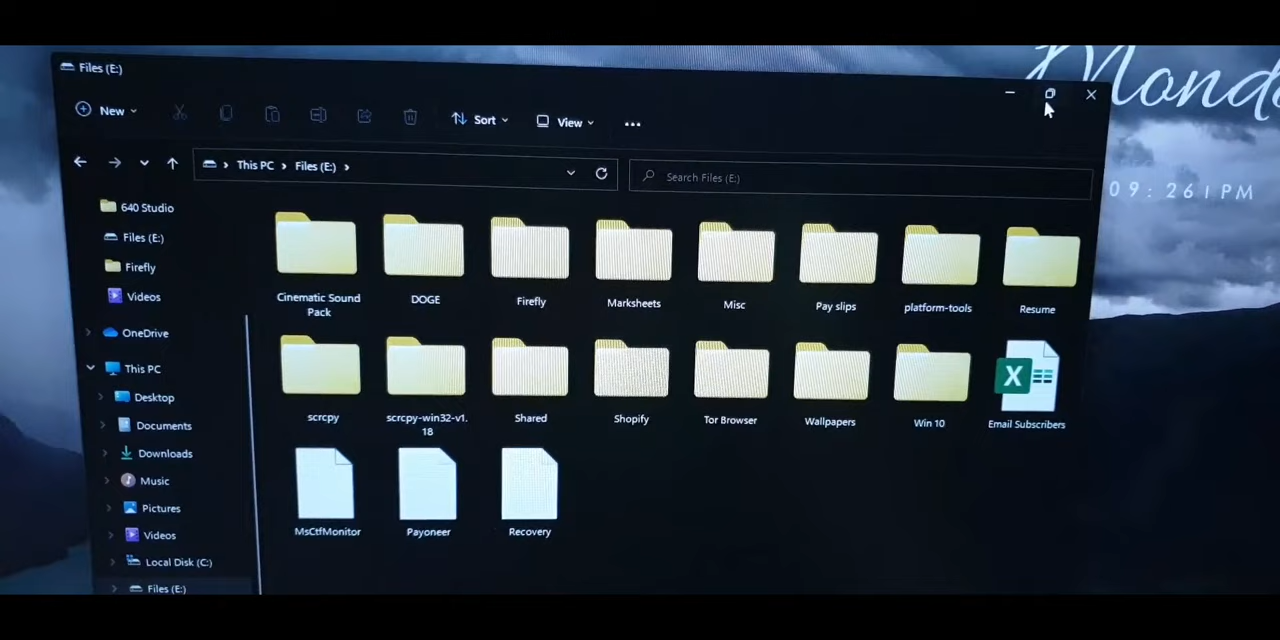 Monda
09:26 | PM
Files (E:)
New
Sort
View
This PC
Files (E:)
Search Files (E:)
640 Studio
Files (E:)
Firefly
Videos
OneDrive
This PC
Desktop
Documents
Downloads
Music
Pictures
Videos
Local Disk (C:)
Files (E:)
Cinematic Sound
Pack
DOGE
Firefly
Marksheets
Misc
Pay slips
platform-tools
Resume
scrcpy
scrcpy-win32-v1.
18
Shared
Shopify
Tor Browser
Wallpapers
Win 10
X
Email Subscribers
MsCtfMonitor
Payoneer
Recovery